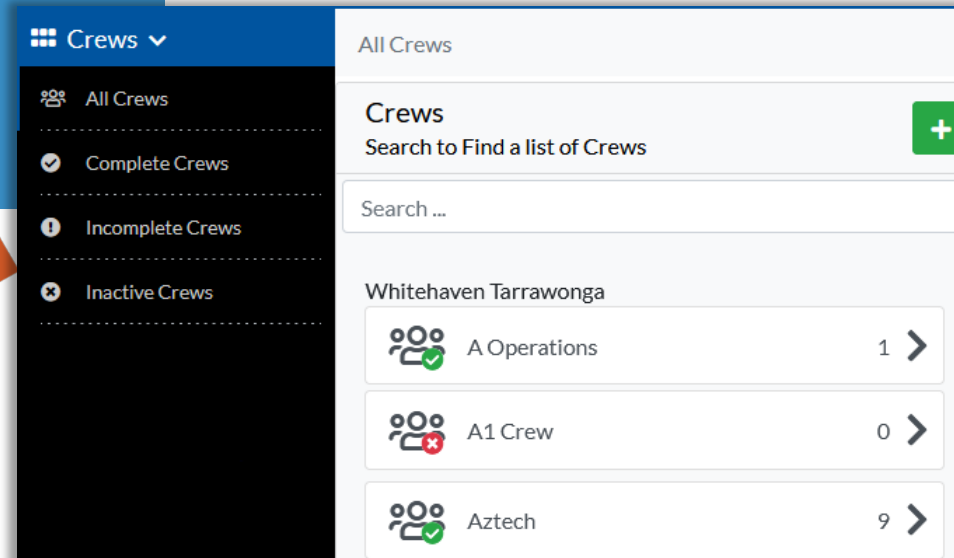 Crews
All Crews
Complete Crews
Incomplete Crews
Inactive Crews
All Crews
Crews
Search to Find a list of Crews
Search ...
Whitehaven Tarrawonga
A Operations 1
A1 Crew 0
Aztech 9